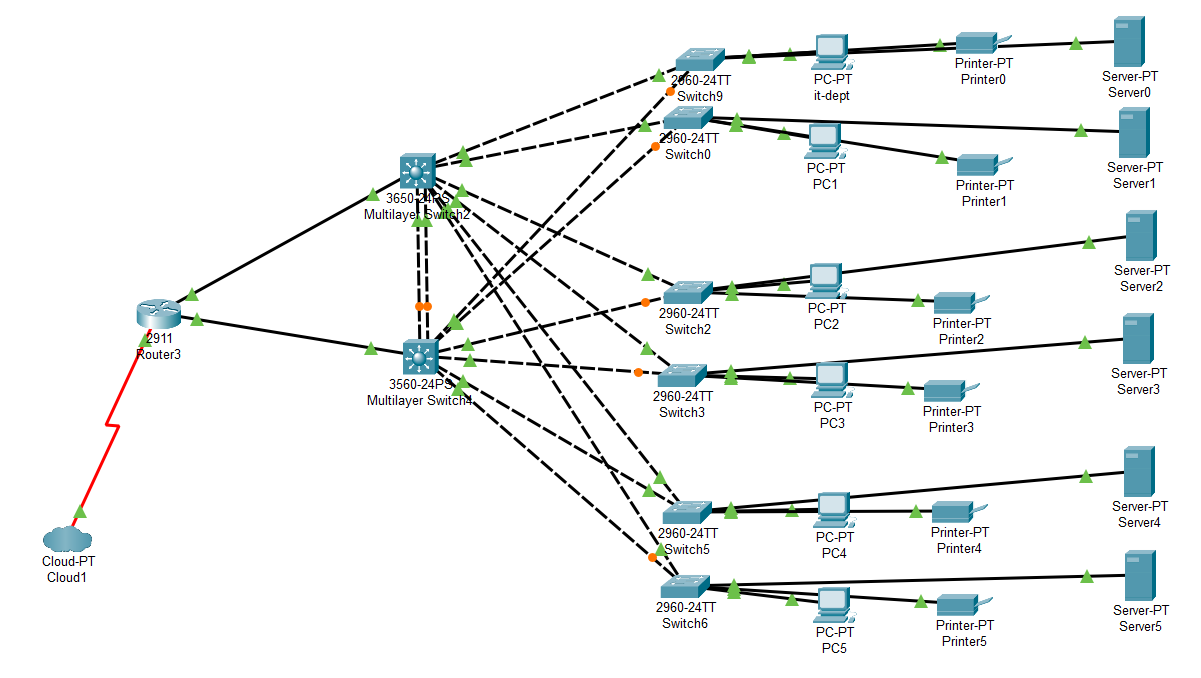 2960-24TT
Switch9
PC-PT
it-dept
Printer-PT
Printer0
Server-PT
Server0
2960-24TT
Switch0
PC-PT
PC1
Printer-PT
Printer1
Server-PT
Server1
3650-24PS
Multilayer Switch2
2960-24TT
Switch2
PC-PT
PC2
Printer-PT
Printer2
Server-PT
Server2
2911
Router3
3560-24PS
Multilayer Switch4
2960-24TT
Switch3
PC-PT
PC3
Printer-PT
Printer3
Server-PT
Server3
2960-24TT
Switch5
PC-PT
PC4
Printer-PT
Printer4
Server-PT
Server4
Cloud-PT
Cloud1
2960-24TT
Switch6
PC-PT
PC5
Printer-PT
Printer5
Server-PT
Server5